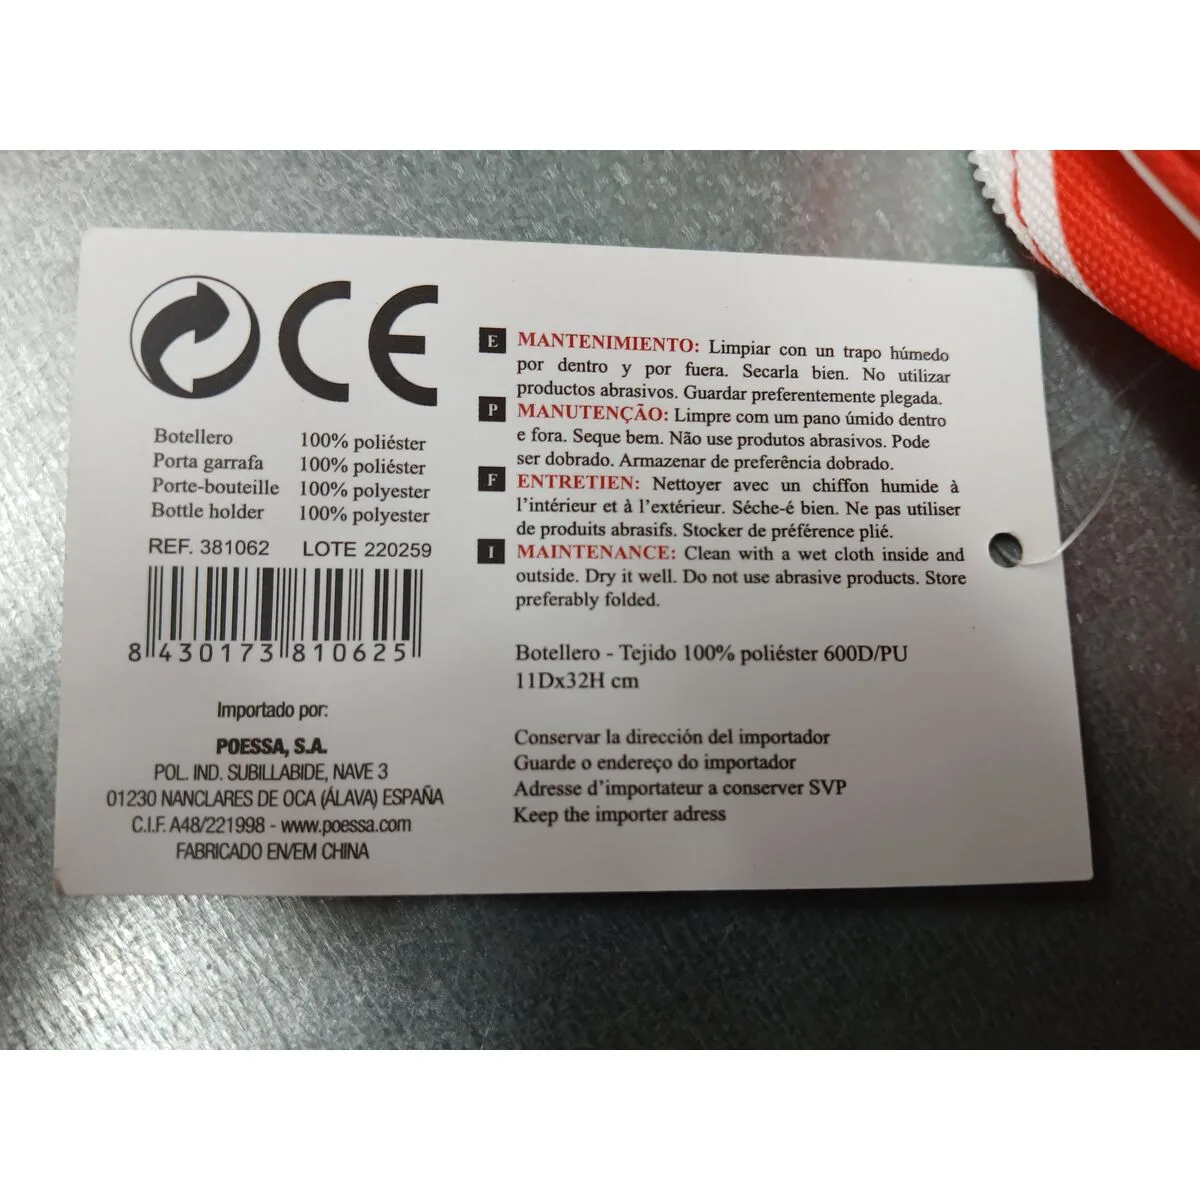 CE
Botellero 100% poliéster
Porta garrafa 100% poliéster
Porte-bouteille 100% polyester
Bottle holder 100% polyester
REF. 381062 LOTE 220259
8 430173 810625
Importado por:
POESSA, S.A.
POL. IND. SUBILLABIDE, NAVE 3
01230 NANCLARES DE OCA (ÁLAVA) ESPAÑA
C.I.F. A48/221998 - www.poessa.com
FABRICADO EN/EM CHINA
E MANTENIMIENTO: Limpiar con un trapo húmedo
por dentro y por fuera. Secarla bien. No utilizar
productos abrasivos. Guardar preferentemente plegada.
P MANUTENÇÃO: Limpre com um pano úmido dentro
e fora. Seque bem. Não use produtos abrasivos. Pode
ser dobrado. Armazenar de preferência dobrado.
F ENTRETIEN: Nettoyer avec un chiffon humide à
l'intérieur et à l'extérieur. Séche-é bien. Ne pas utiliser
de produits abrasifs. Stocker de préférence plié.
I MAINTENANCE: Clean with a wet cloth inside and
outside. Dry it well. Do not use abrasive products. Store
preferably folded.
Botellero - Tejido 100% poliéster 600D/PU
11Dx32H cm
Conservar la dirección del importador
Guarde o endereço do importador
Adresse d'importateur a conserver SVP
Keep the importer adress